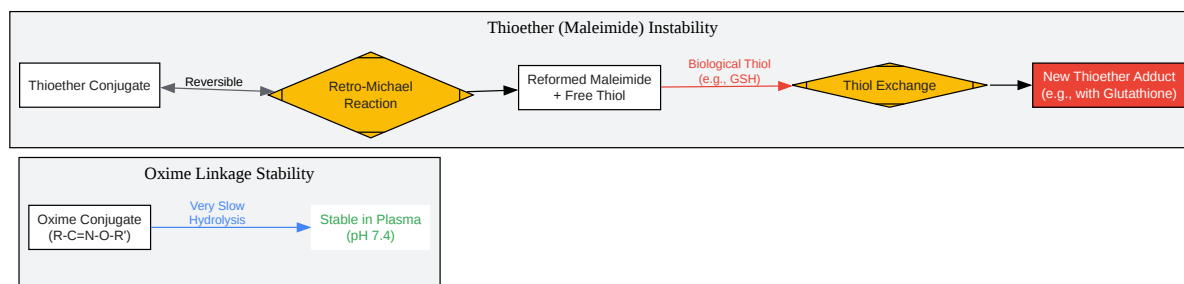 Thioether (Maleimide) Instability
Thioether Conjugate
Reversible
Retro-Michael
Reaction
Reformed Maleimide
+ Free Thiol
Biological Thiol
(e.g., GSH)
Thiol Exchange
New Thioether Adduct
(e.g., with Glutathione)
Oxime Linkage Stability
Oxime Conjugate
(R-C=N-O-R')
Very Slow
Hydrolysis
Stable in Plasma
(pH 7.4)